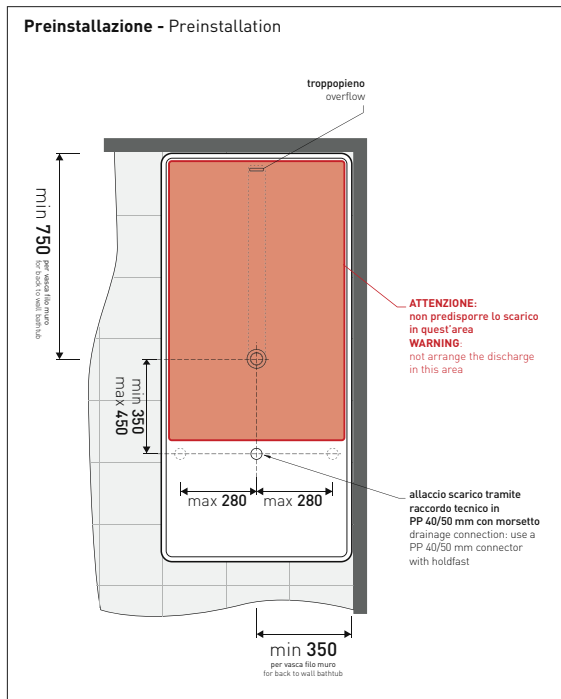 Preinstallazione - Preinstallation
troppopieno
overflow
min 750
per vasca filo muro
for back to wall bathtub
ATTENZIONE:
non predisporre lo scarico
in quest'area
WARNING:
not arrange the discharge
in this area
min 350
max 450
max 280
max 280
allaccio scarico tramite
raccordo tecnico in
PP 40/50 mm con morsetto
drainage connection: use a
PP 40/50 mm connector
with holdfast
min 350
per vasca filo muro
for back to wall bathtub